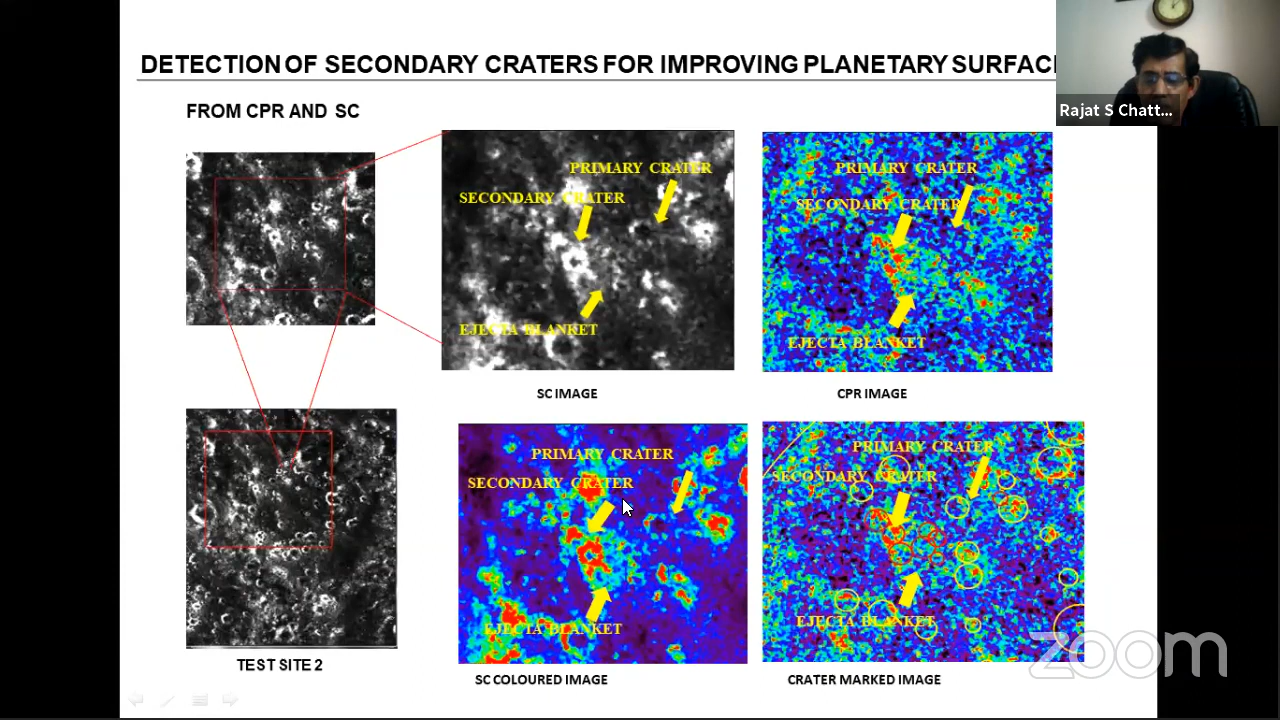 DETECTION OF SECONDARY CRATERS FOR IMPROVING PLANETARY SURFAC
Rajat S Chatt...
FROM CPR AND SC
PRIMARY CRATER
SECONDARY CRATER
EJECTA BLANKET
SC IMAGE
PRIMARY CRATER
SECONDARY CRATER
EJECTA BLANKET
CPR IMAGE
PRIMARY CRATER
SECONDARY CRATER
EJECTA BLANKET
SC COLOURED IMAGE
PRIMARY CRATER
SECONDARY CRATER
EJECTA BLANKET
CRATER MARKED IMAGE
TEST SITE 2
zoom